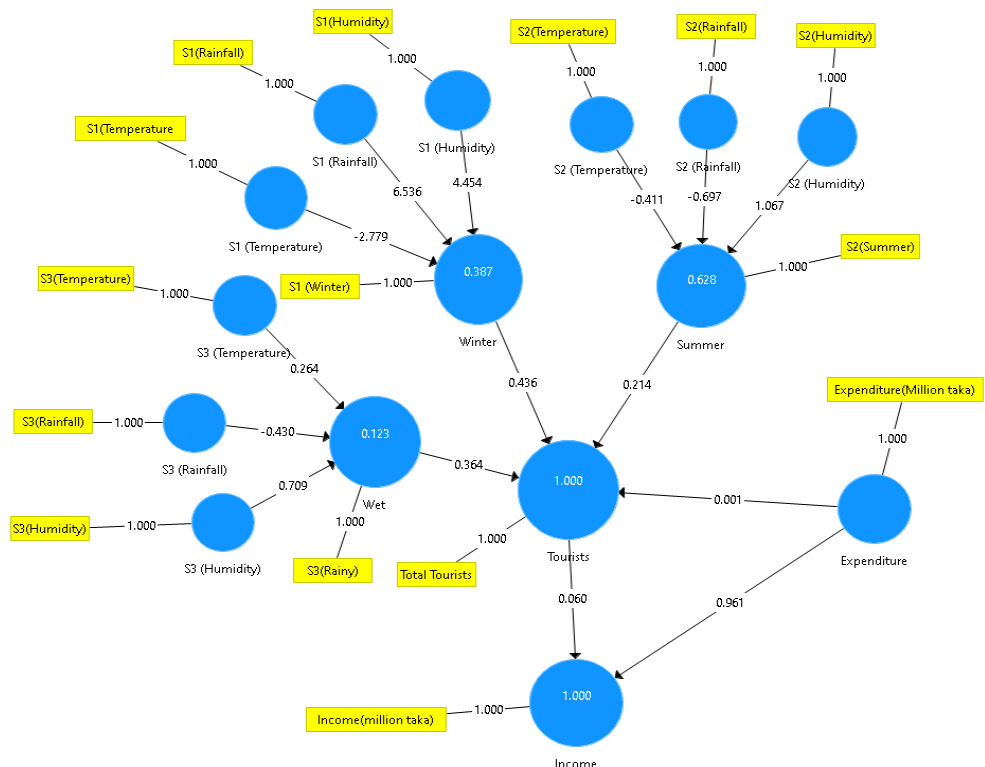 S1(Humidity)
S2(Temperature)
S2(Rainfall)
S2(Humidity)
S1(Rainfall)
1.000
1.000
1.000
1.000
1.000
S1(Temperature
S1 (Rainfall)
S1 (Humidity)
S2 (Temperature)
S2 (Rainfall)
S2 (Humidity)
1.000
6.536
4.454
-0.411
-0.697
1.067
S1 (Temperature)
-2.779
S2(Summer)
1.000
S3(Temperature)
1.000
S1 (Winter)
1.000
0.387
0.628
Winter
Summer
S3 (Temperature)
0.264
0.436
0.214
Expenditure(Million taka)
1.000
S3(Rainfall)
1.000
-0.430
0.123
S3 (Rainfall)
0.364
1.000
0.709
Wet
0.001
S3(Humidity)
1.000
1.000
S3 (Humidity)
S3(Rainy)
1.000
Total Tourists
Tourists
Expenditure
0.060
0.961
1.000
Income(million taka)
1.000
Income